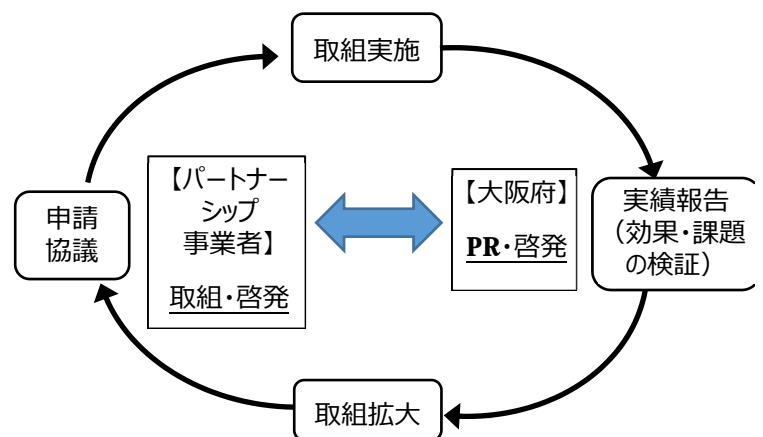 取組実施
【パートナー
シップ
事業者】
取組・啓発
【大阪府】
PR・啓発
申請
協議
実績報告
（効果・課題
の検証）
取組拡大